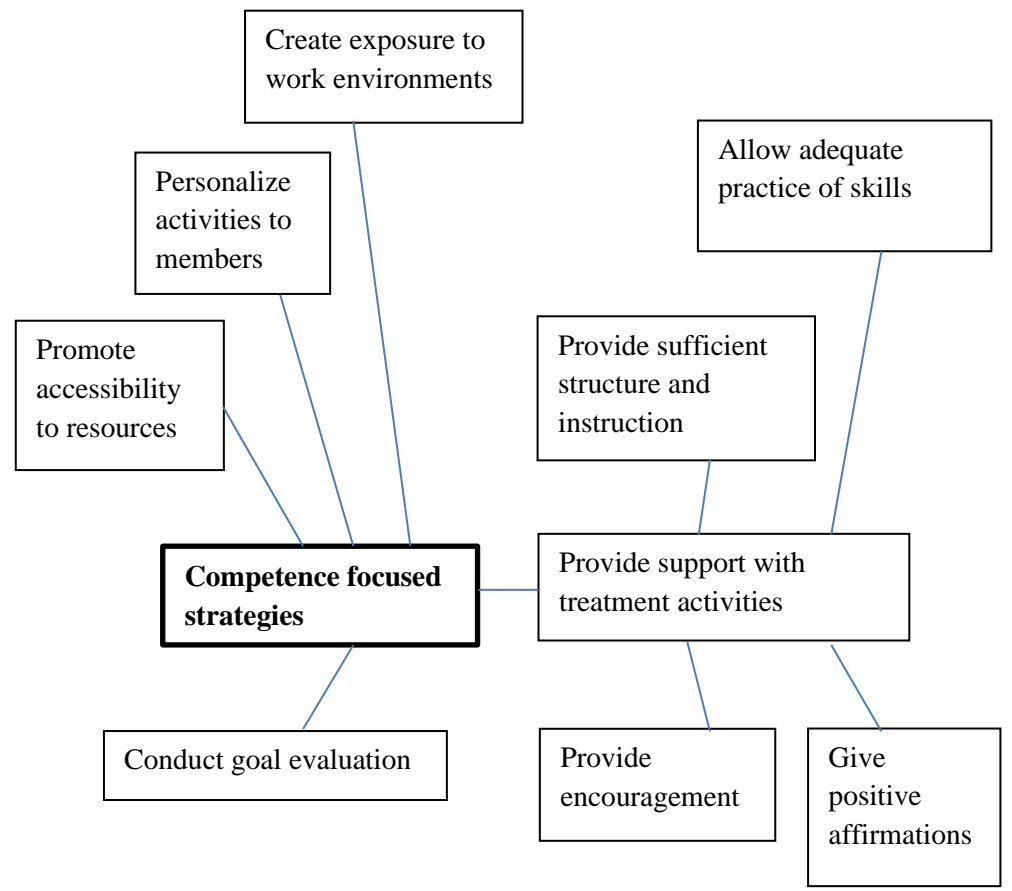 Create exposure to
work environments
Allow adequate
practice of skills
Personalize
activities to
members
Provide sufficient
structure and
instruction
Promote
accessibility
to resources
Competence focused
strategies
Provide support with
treatment activities
Conduct goal evaluation
Provide
encouragement
Give
positive
affirmations